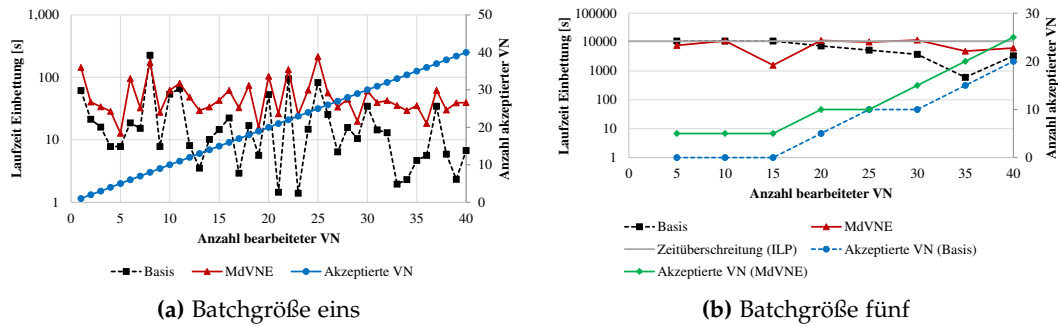 Laufzeit Einbettung [s]
1,000
100
10
1
50
40
30
20
10
0
Anzahl akzeptierter VN
0 5 10 15 20 25 30 35 40
Anzahl bearbeiteter VN
Basis MdVNE Akzeptierte VN
(a) Batchgröße eins
Laufzeit Einbettung [s]
100000
10000
1000
100
10
1
30
20
10
0
Anzahl akzeptierter VN
0 5 10 15 20 25 30 35 40
Anzahl bearbeiteter VN
Basis MdVNE
Zeitüberschreitung (ILP) Akzeptierte VN (Basis)
Akzeptierte VN (MdVNE)
(b) Batchgröße fünf